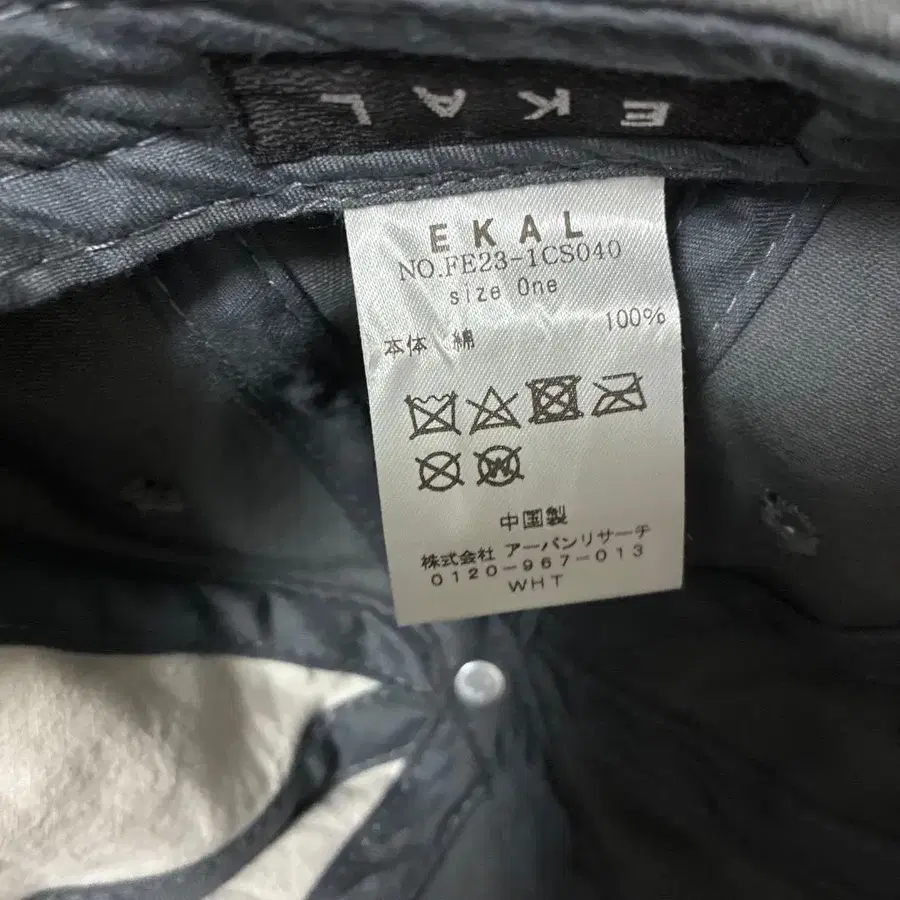 EKAL
EKAL
NO.FE23-1CS040
size One
本体 綿 100%
W
中国製
株式会社 アーバンリサーチ
0120-967-013
WHT